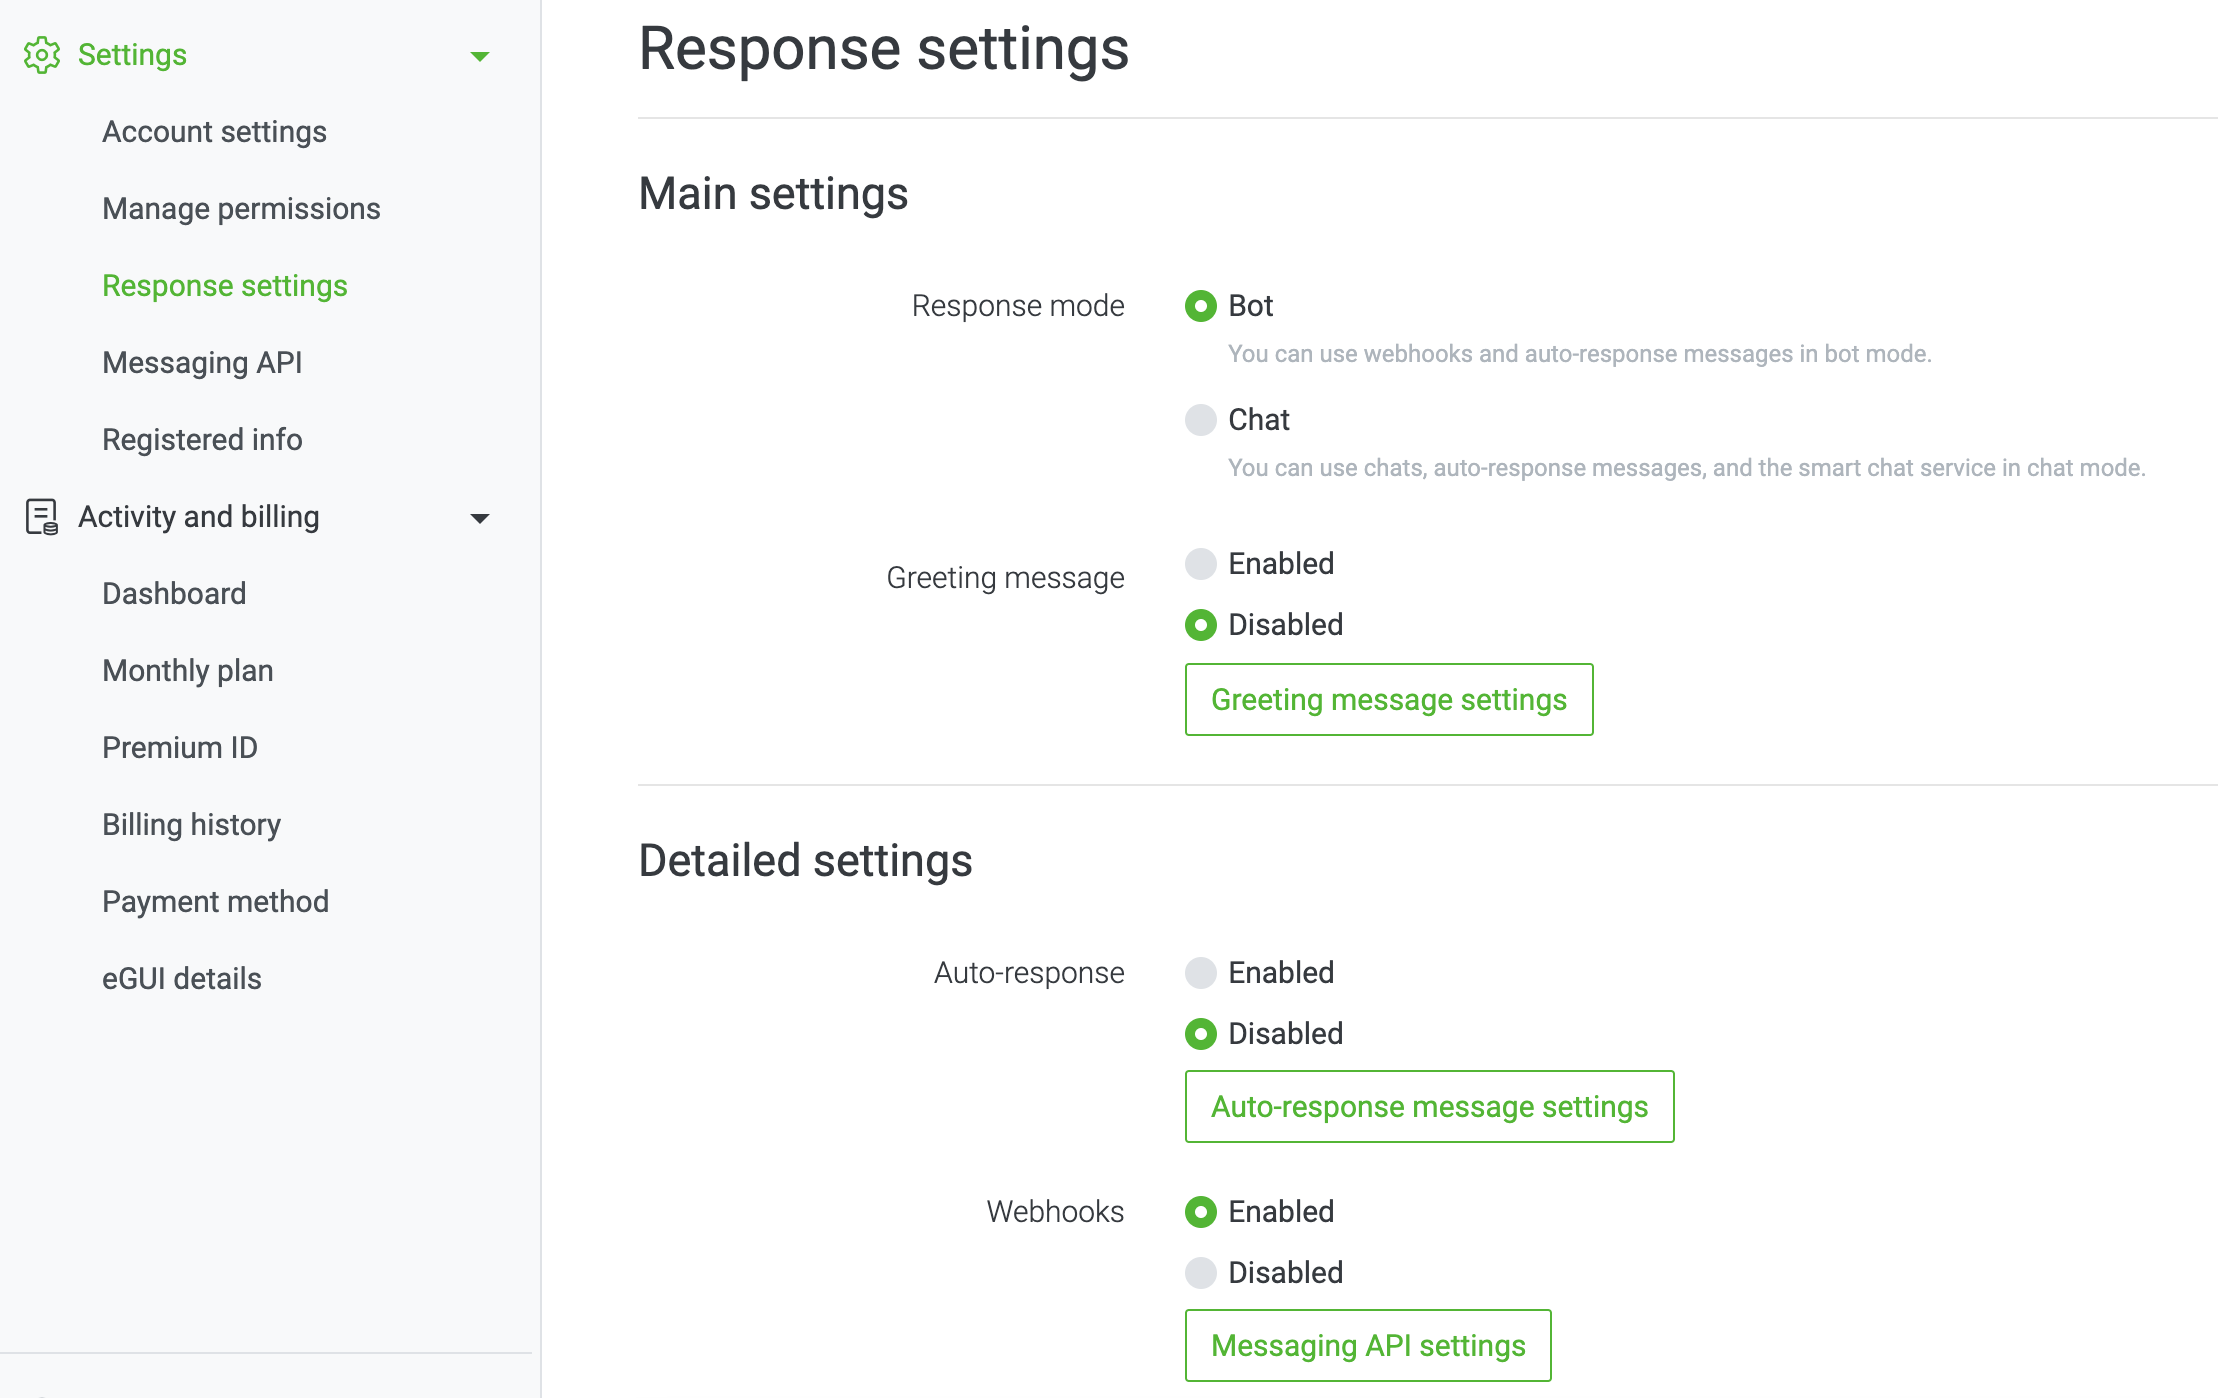 Settings
Account settings
Manage permissions
Response settings
Messaging API
Registered info
Activity and billing
Dashboard
Monthly plan
Premium ID
Billing history
Payment method
eGUI details
Response settings
Main settings
Response mode
Bot
You can use webhooks and auto-response messages in bot mode.
Chat
You can use chats, auto-response messages, and the smart chat service in chat mode.
Greeting message
Enabled
Disabled
Greeting message settings
Detailed settings
Auto-response
Enabled
Disabled
Auto-response message settings
Webhooks
Enabled
Disabled
Messaging API settings